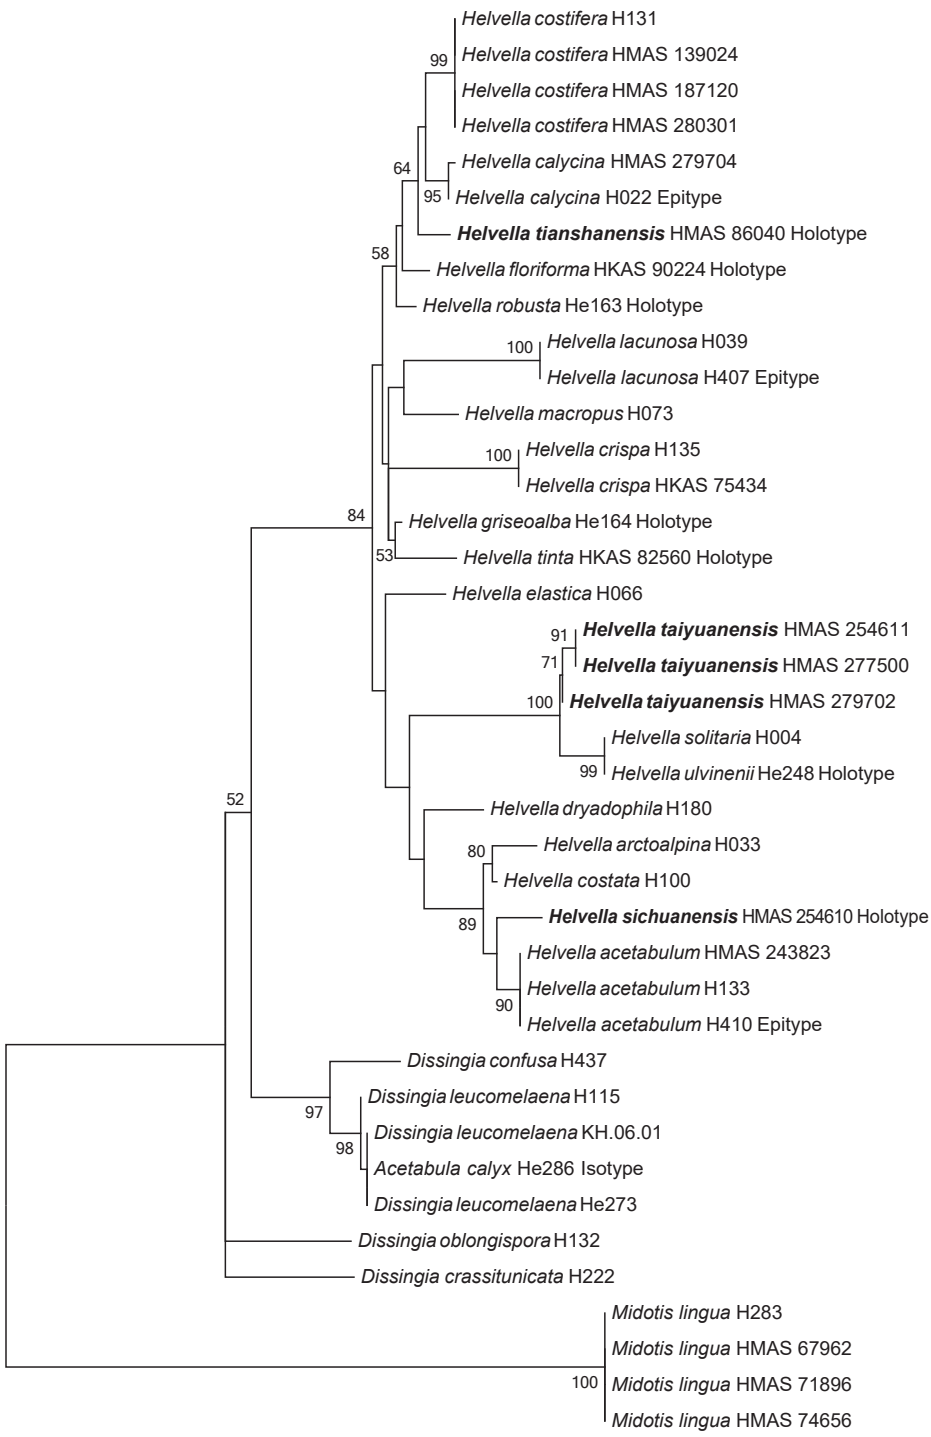 Helvella costifera H131
99
Helvella costifera HMAS 139024
Helvella costifera HMAS 187120
Helvella costifera HMAS 280301
64
Helvella calycina HMAS 279704
95
Helvella calycina H022 Epitype
Helvella tianshanensis HMAS 86040 Holotype
58
Helvella floriforma HKAS 90224 Holotype
Helvella robusta He163 Holotype
100
Helvella lacunosa H039
Helvella lacunosa H407 Epitype
Helvella macropus H073
100
Helvella crispa H135
Helvella crispa HKAS 75434
84
Helvella griseoalba He164 Holotype
53
Helvella tinta HKAS 82560 Holotype
Helvella elastica H066
91
Helvella taiyuanensis HMAS 254611
71
Helvella taiyuanensis HMAS 277500
100
Helvella taiyuanensis HMAS 279702
Helvella solitaria H004
99
Helvella ulvinenii He248 Holotype
52
Helvella dryadophila H180
80
Helvella arctoalpina H033
Helvella costata H100
89
Helvella sichuanensis HMAS 254610 Holotype
Helvella acetabulum HMAS 243823
Helvella acetabulum H133
90
Helvella acetabulum H410 Epitype
Dissingia confusa H437
97
Dissingia leucomelaena H115
98
Dissingia leucomelaena KH.06.01
Acetabula calyx He286 Isotype
Dissingia leucomelaena He273
Dissingia oblongispora H132
Dissingia crassitunicata H222
Midotis lingua H283
Midotis lingua HMAS 67962
100
Midotis lingua HMAS 71896
Midotis lingua HMAS 74656